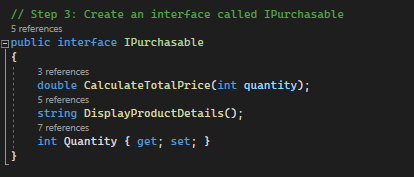 // Step 3: Create an interface called IPurchasable
5 references
public interface IPurchasable
{
3 references
double CalculateTotalPrice(int quantity);
5 references
string DisplayProductDetails();
7 references
int Quantity { get; set; }
}